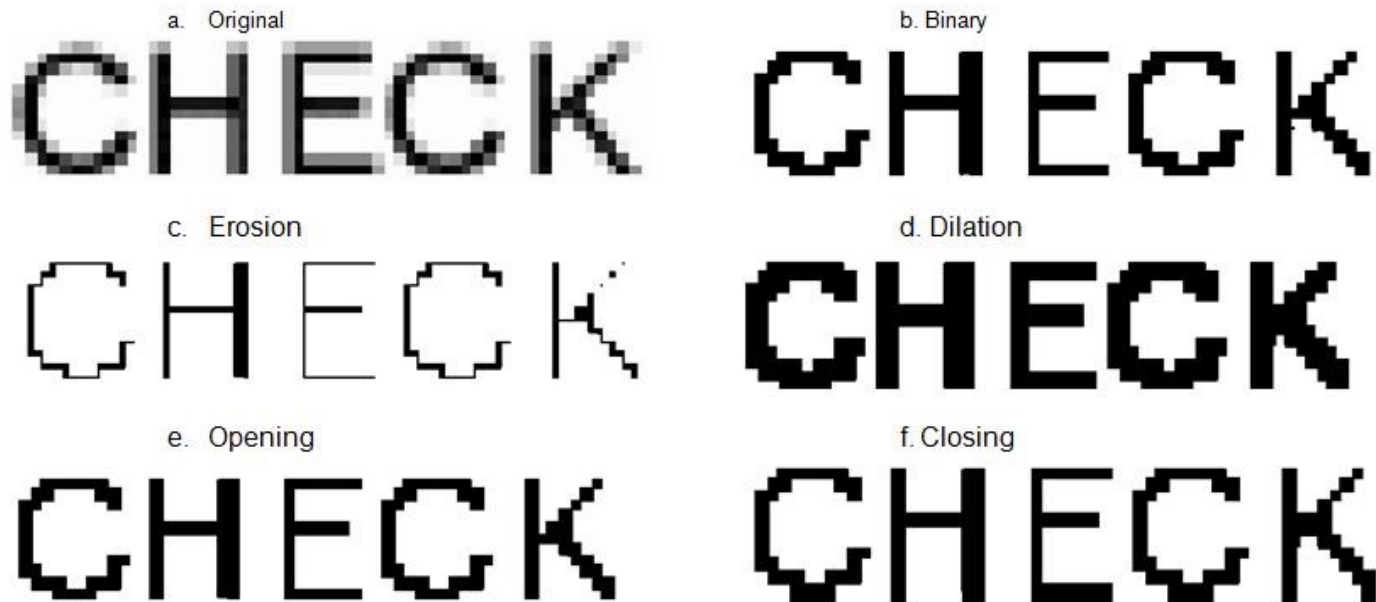 a. Original
b. Binary
CHECK
CHECK
c. Erosion
d. Dilation
CHECK
CHECK
e. Opening
f. Closing
CHECK
CHECK